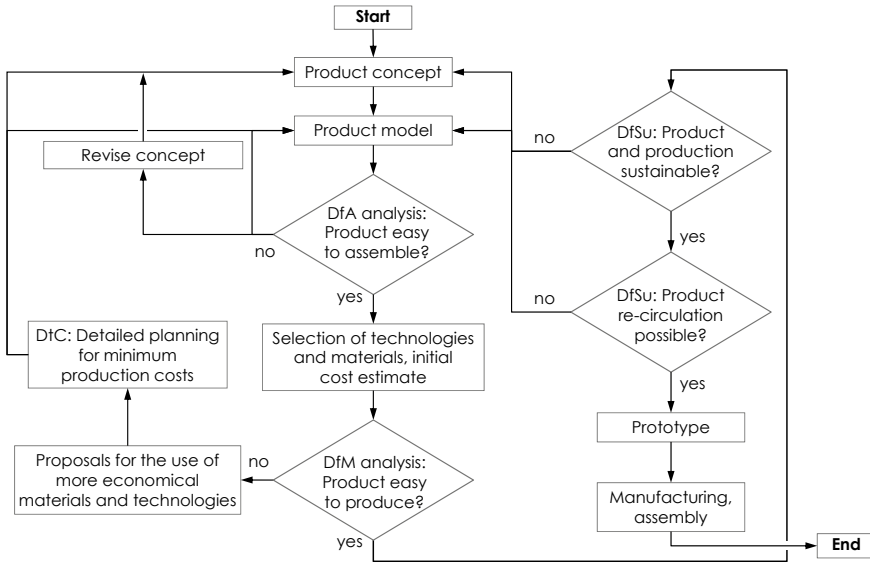 Start
Product concept
Product model
Revise concept
DfA analysis:
Product easy
to assemble?
no
yes
Selection of technologies
and materials, initial
cost estimate
DtC: Detailed planning
for minimum
production costs
Proposals for the use of
more economical
materials and technologies
no
DfM analysis:
Product easy
to produce?
yes
DfSu: Product
and production
sustainable?
no
yes
DfSu: Product
re-circulation
possible?
no
yes
Prototype
Manufacturing,
assembly
End